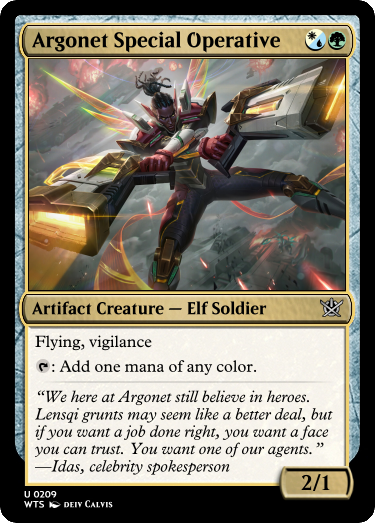 Argonet Special Operative
Artifact Creature — Elf Soldier
Flying, vigilance
: Add one mana of any color.
“We here at Argonet still believe in heroes.
Lensqi grunts may seem like a better deal, but
if you want a job done right, you want a face
you can trust. You want one of our agents.”
—Idas, celebrity spokesperson
2/1
U 0209
WTS Deiv Calvis